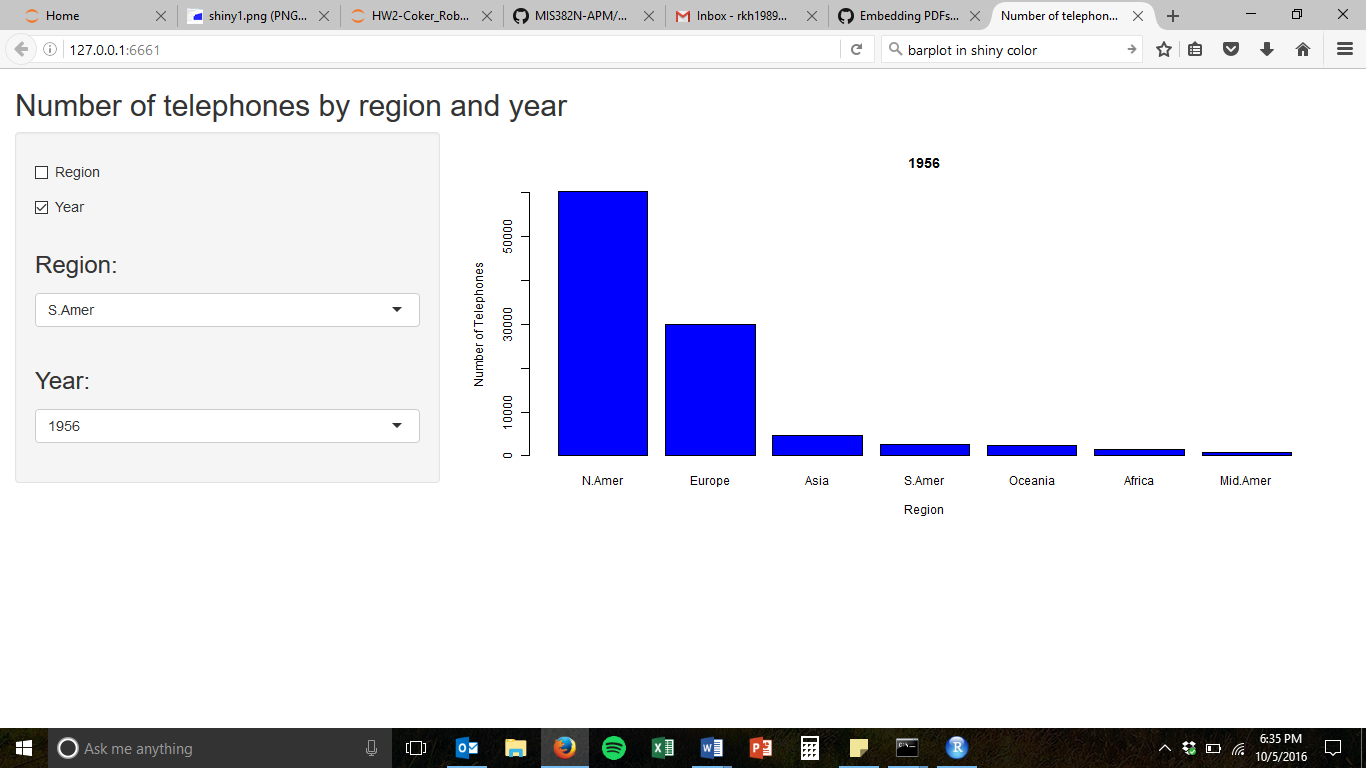 Home
shiny1.png (PNG...
HW2-Coker_Rob...
MIS382N-APM/...
Inbox - rkh1989...
Embedding PDFs...
Number of telephon...
127.0.0.1:6661
barplot in shiny color
Number of telephones by region and year
Region
Year
Region:
S.Amer
Year:
1956
1956
Number of Telephones
50000
30000
10000
0
N.Amer Europe Asia S.Amer Oceania Africa Mid.Amer
Region
Ask me anything
6:35 PM
10/5/2016